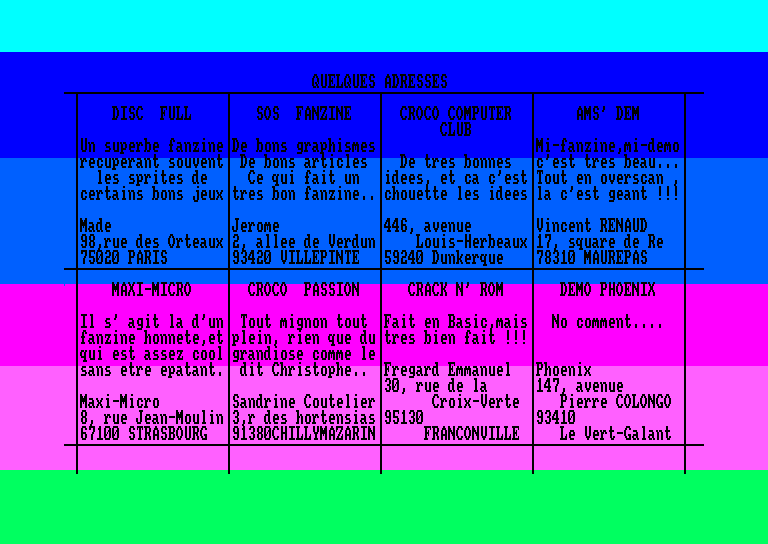 QUELQUES ADRESSES
DISC  FULL
Un superbe fanzine
recuperant souvent
les sprites de
certains bons jeux
Made
98,rue des Orteaux
75020 PARIS
SOS  FANZINE
De bons graphismes
De bons articles
Ce qui fait un
tres bon fanzine..
Jerome
2, allee de Verdun
93420 VILLEPINTE
CROCO COMPUTER
CLUB
De tres bonnes
idees, et ca c'est
chouette les idees
446, avenue
Louis-Herbeaux
59240 Dunkerque
AMS' DEM
Mi-fanzine,mi-demo
c'est tres beau...
Tout en overscan ,
la c'est geant !!!
Vincent RENAUD
17, square de Re
78310 MAUREPAS
MAXI-MICRO
Il s' agit la d'un
fanzine honnete,et
qui est assez cool
sans etre epatant.
Maxi-Micro
8, rue Jean-Moulin
67100 STRASBOURG
CROCO  PASSION
Tout mignon tout
plein, rien que du
grandiose comme le
dit Christophe..
Sandrine Coutelier
3,r des hortensias
91380CHILLYMAZARIN
CRACK N' ROM
Fait en Basic,mais
tres bien fait !!!
Fregard Emmanuel
30, rue de la
Croix-Verte
95130
FRANCONVILLE
DEMO PHOENIX
No comment....
Phoenix
147, avenue
Pierre COLONGO
93410
Le Vert-Galant